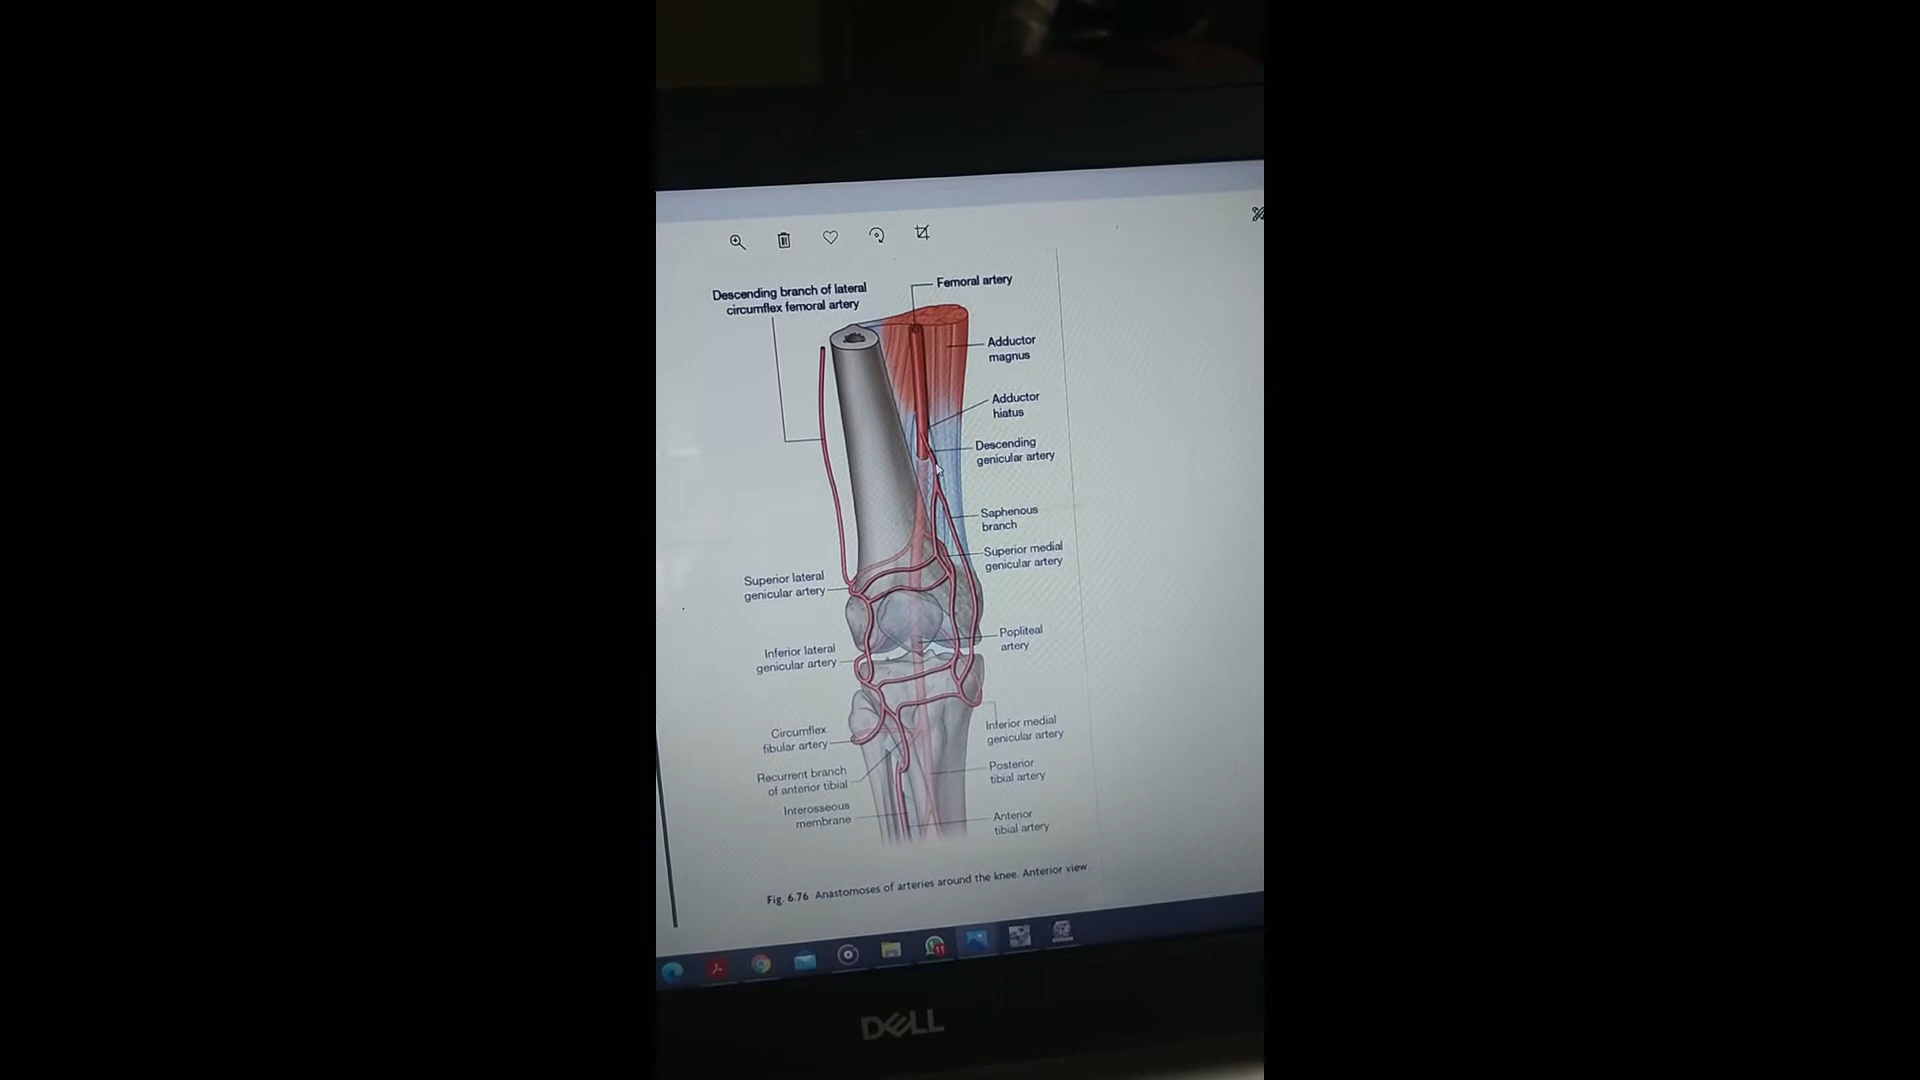 Descending branch of lateral
circumflex femoral artery
Femoral artery
Adductor
magnus
Adductor
hiatus
Descending
genicular artery
Saphenous
branch
Superior medial
genicular artery
Superior lateral
genicular artery
Popliteal
artery
Inferior lateral
genicular artery
Inferior medial
genicular artery
Circumflex
fibular artery
Posterior
tibial artery
Recurrent branch
of anterior tibial
Interosseous
membrane
Anterior
tibial artery
Fig. 6.76 Anastomoses of arteries around the knee. Anterior view
11
DELL